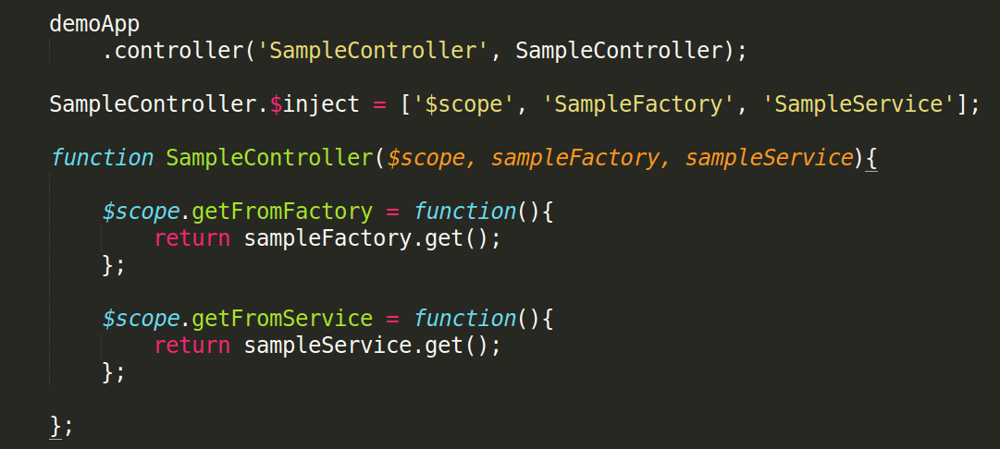 demoApp
.controller('SampleController', SampleController);
SampleController.$inject = ['$scope', 'SampleFactory', 'SampleService'];
function SampleController($scope, sampleFactory, sampleService){
$scope.getFromFactory = function(){
return sampleFactory.get();
};
$scope.getFromService = function(){
return sampleService.get();
};
};